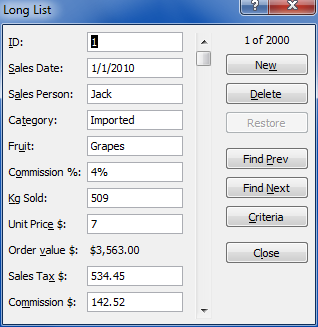 Long List
ID: 1
Sales Date: 1/1/2010
Sales Person: Jack
Category: Imported
Fruit: Grapes
Commission %: 4%
Kg Sold: 509
Unit Price $: 7
Order value $: $3,563.00
Sales Tax $: 534.45
Commission $: 142.52
1 of 2000
New
Delete
Restore
Find Prev
Find Next
Criteria
Close